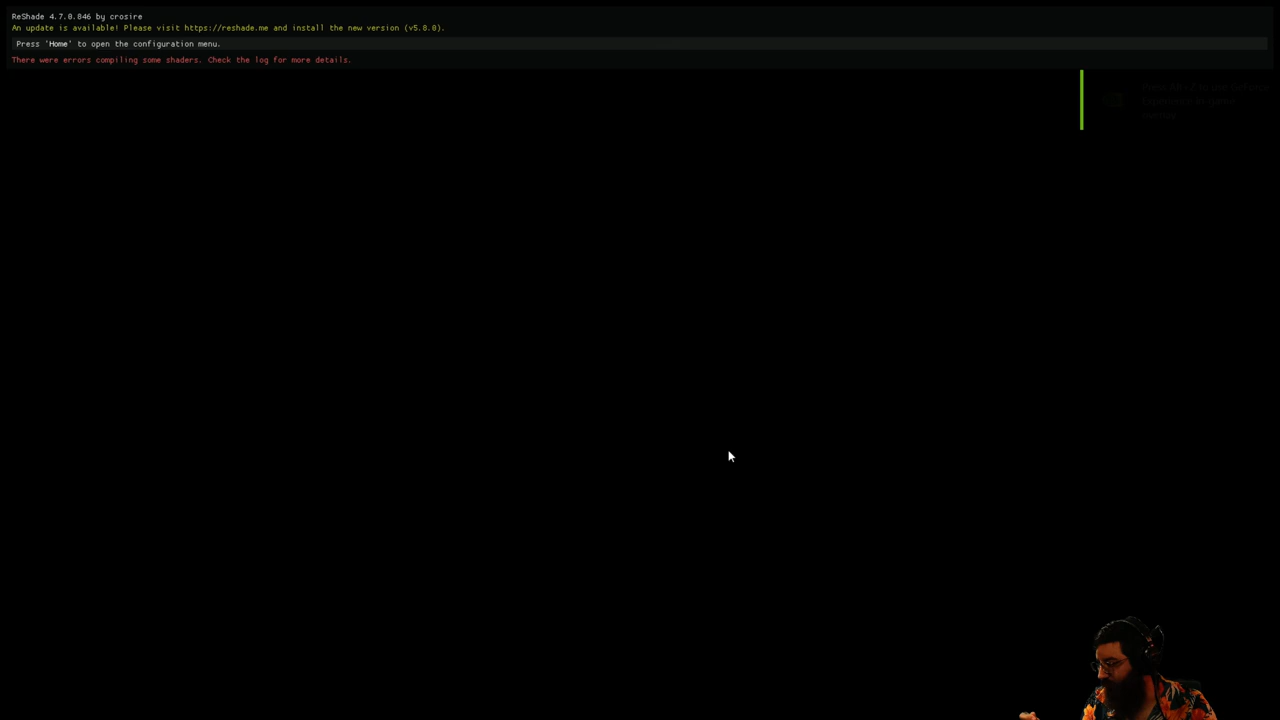 ReShade 4.7.0.846 by crosire
An update is available! Please visit https://reshade.me and install the new version (v5.8.0).
Press 'Home' to open the configuration menu.
There were errors compiling some shaders. Check the log for more details.